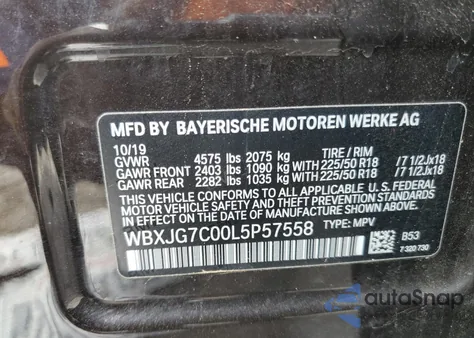 MFD BY BAYERISCHE MOTOREN WERKE AG
10/19 TIRE / RIM
GVWR 4575 lbs 2075 kg
GAWR FRONT 2403 lbs 1090 kg WITH 225/50 R18 /7 1/2Jx18
GAWR REAR 2282 lbs 1035 kg WITH 225/50 R18 /7 1/2Jx18
THIS VEHICLE CONFORMS TO ALL APPLICABLE U.S. FEDERAL
MOTOR VEHICLE SAFETY AND THEFT PREVENTION STANDARDS
IN EFFECT ON THE DATE OF MANUFACTURE SHOWN ABOVE.
WBXJG7C00L5P57558 TYPE: MPV
B53
7 320 730
autoSnap